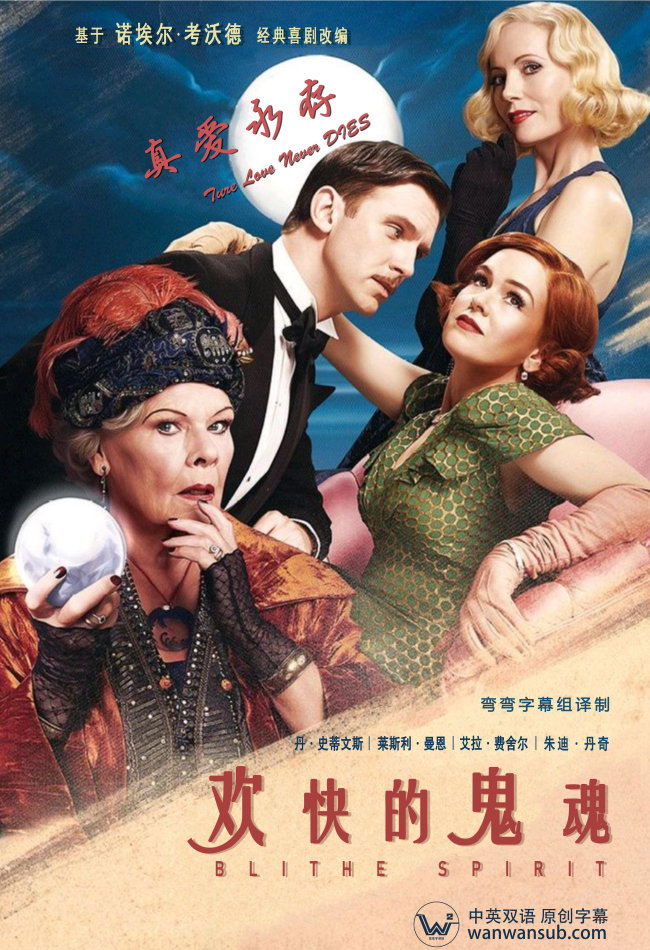 基于 诺埃尔·考沃德 经典喜剧改编
真爱永存
Ture Love Never DIES
弯弯字幕组译制
丹·史蒂文斯 | 莱斯利·曼恩 | 艾拉·费舍尔 | 朱迪·丹奇
欢快的鬼魂
BLITHE SPIRIT
W2
中英双语 原创字幕
wanwansub.com